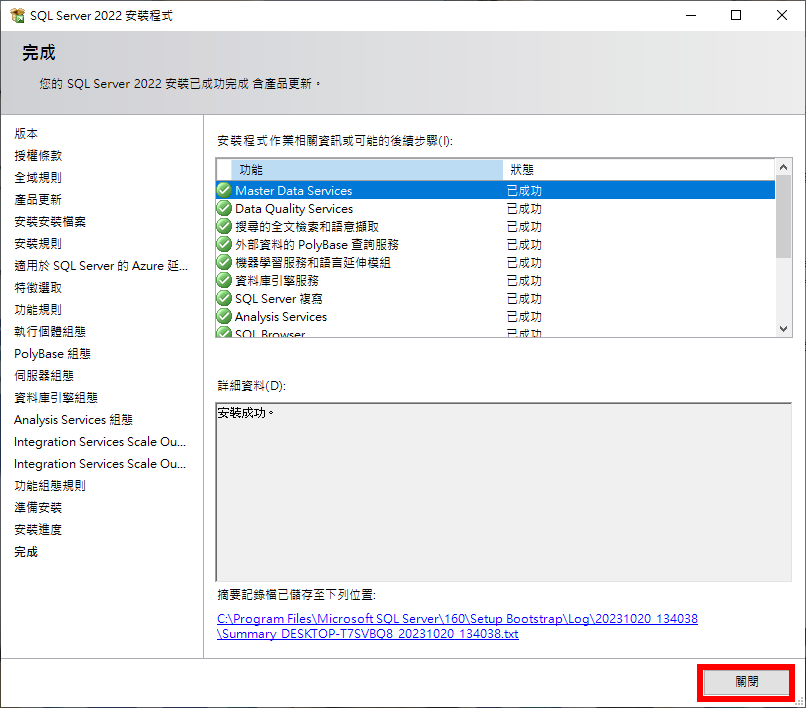 SQL Server 2022 安裝程式
完成
您的 SQL Server 2022 安裝已成功完成 含產品更新。
版本
授權條款
全域規則
產品更新
安裝安裝檔案
安裝規則
適用於 SQL Server 的 Azure 延...
特徵選取
功能規則
執行個體組態
PolyBase 組態
伺服器組態
資料庫引擎組態
Analysis Services 組態
Integration Services Scale Ou...
Integration Services Scale Ou...
功能組態規則
準備安裝
安裝進度
完成
安裝程式作業相關資訊或可能的後續步驟(I):
功能 狀態
Master Data Services 已成功
Data Quality Services 已成功
搜尋的全文檢索和語意擷取 已成功
外部資料的 PolyBase 查詢服務 已成功
機器學習服務和語言延伸模組 已成功
資料庫引擎服務 已成功
SQL Server 複寫 已成功
Analysis Services 已成功
SQL Browser 已成功
詳細資料(D):
安裝成功。
摘要記錄檔已儲存至下列位置:
C:\Program Files\Microsoft SQL Server\160\Setup Bootstrap\Log\20231020_134038
\Summary_DESKTOP-T7SVBQ8_20231020_134038.txt
關閉